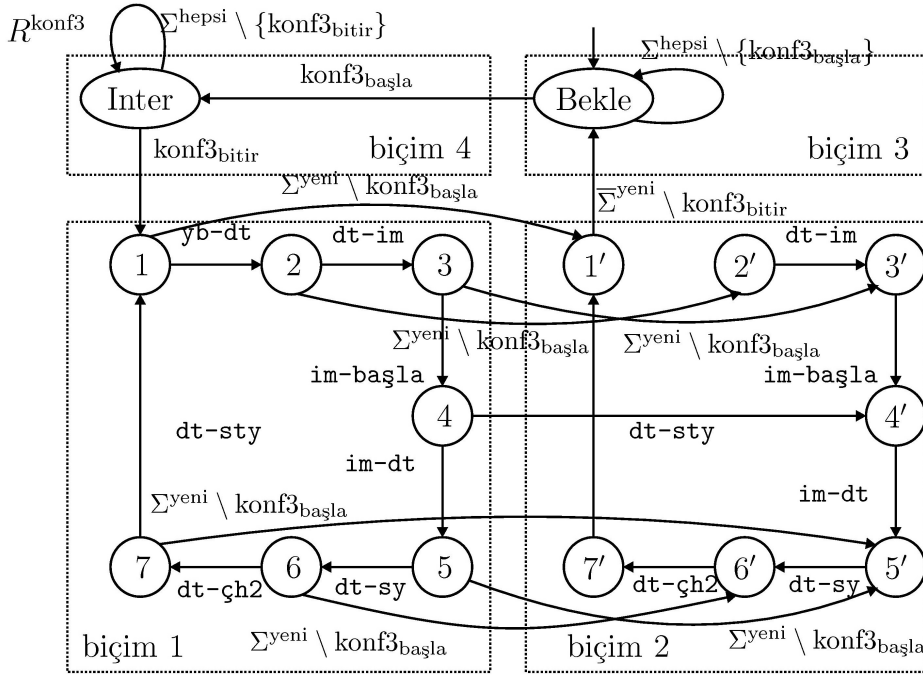 R^konf3
Σ^hepsi \ {konf3_bitir}
Σ^hepsi \ {konf3_başla}
konf3_başla
Inter
Bekle
konf3_bitir
biçim 4
biçim 3
Σ^yeni \ konf3_başla
Σ̅^yeni \ konf3_bitir
yb-dt
dt-im
dt-im
1
2
3
1′
2′
3′
Σ^yeni \ konf3_başla
Σ^yeni \ konf3_başla
im-başla
im-başla
4
4′
dt-sty
dt-sty
im-dt
im-dt
Σ^yeni \ konf3_başla
7
6
5
7′
6′
5′
dt-çh2
dt-sy
dt-çh2
dt-sy
biçim 1
Σ^yeni \ konf3_başla
biçim 2
Σ^yeni \ konf3_başla